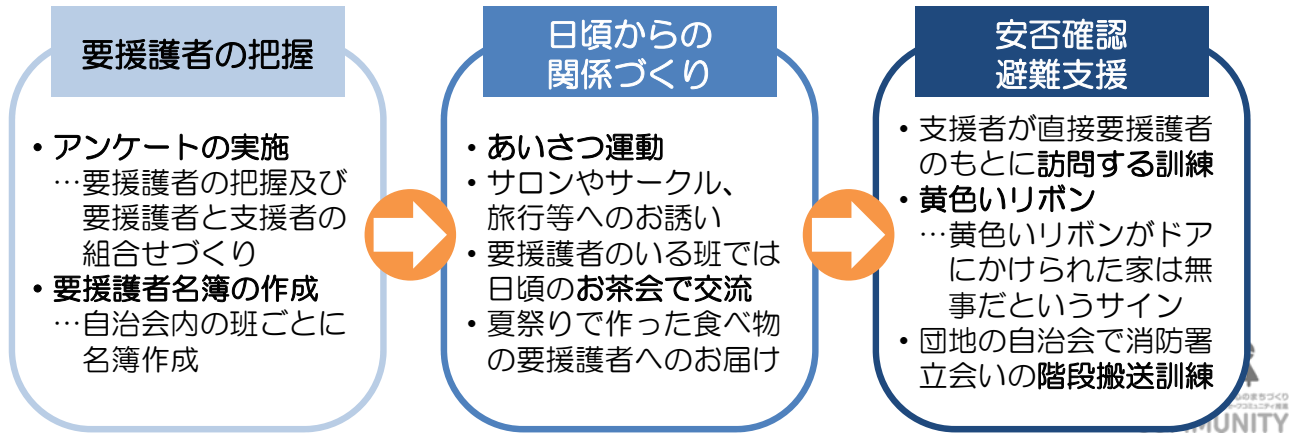 要援護者の把握
・アンケートの実施
…要援護者の把握及び
要援護者と支援者の
組合せづくり
・要援護者名簿の作成
…自治会内の班ごとに
名簿作成
日頃からの
関係づくり
・あいさつ運動
・サロンやサークル、
旅行等へのお誘い
・要援護者のいる班では
日頃のお茶会で交流
・夏祭りで作った食べ物
の要援護者へのお届け
安否確認
避難支援
・支援者が直接要援護者
のもとに訪問する訓練
・黄色いリボン
…黄色いリボンがドア
にかけられた家は無
事だというサイン
・団地の自治会で消防署
立会いの階段搬送訓練